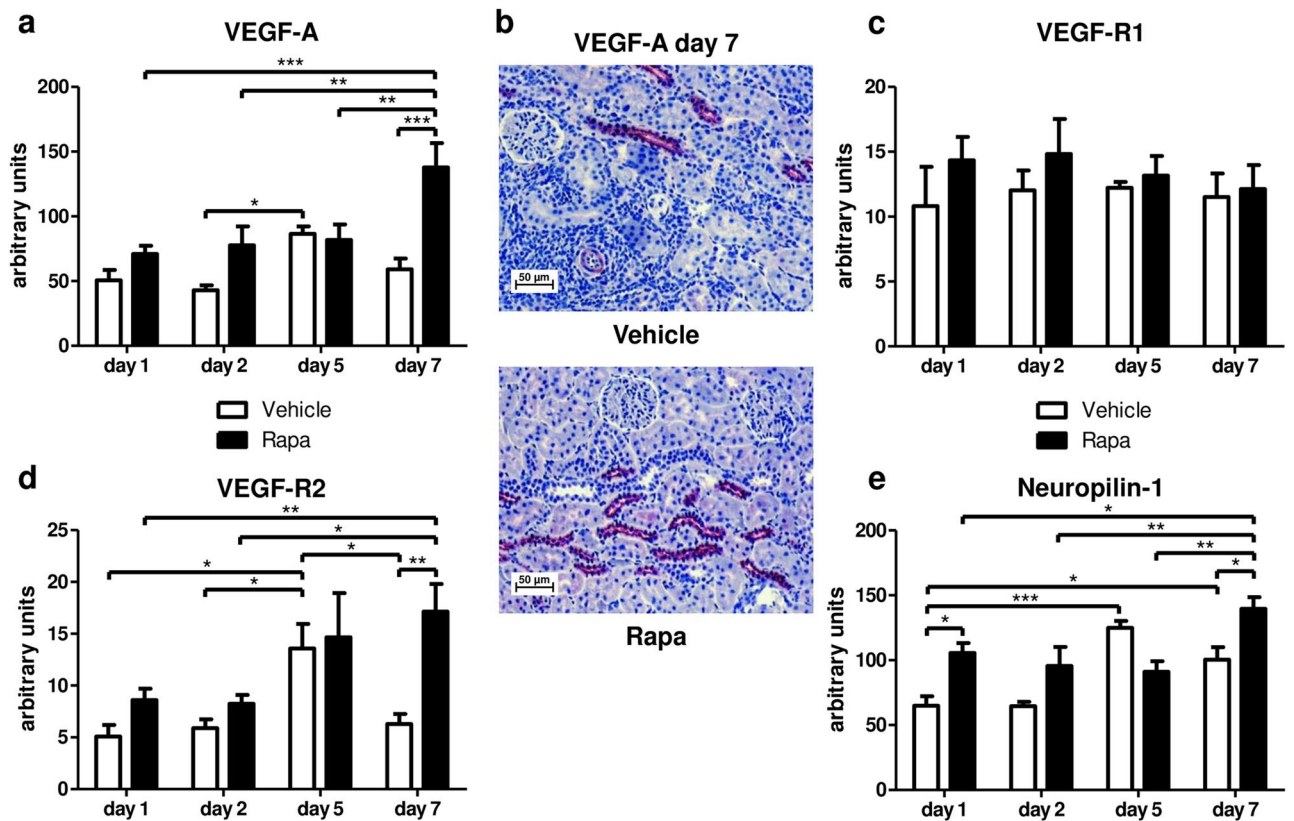 a
VEGF-A
***
**
**
***
*
arbitrary units
200
150
100
50
0
day 1
day 2
day 5
day 7
Vehicle
Rapa
b
VEGF-A day 7
50 µm
Vehicle
50 µm
Rapa
c
VEGF-R1
arbitrary units
20
15
10
5
0
day 1
day 2
day 5
day 7
Vehicle
Rapa
d
VEGF-R2
**
*
*
*
**
*
arbitrary units
25
20
15
10
5
0
day 1
day 2
day 5
day 7
e
Neuropilin-1
*
**
**
*
*
***
*
arbitrary units
200
150
100
50
0
day 1
day 2
day 5
day 7